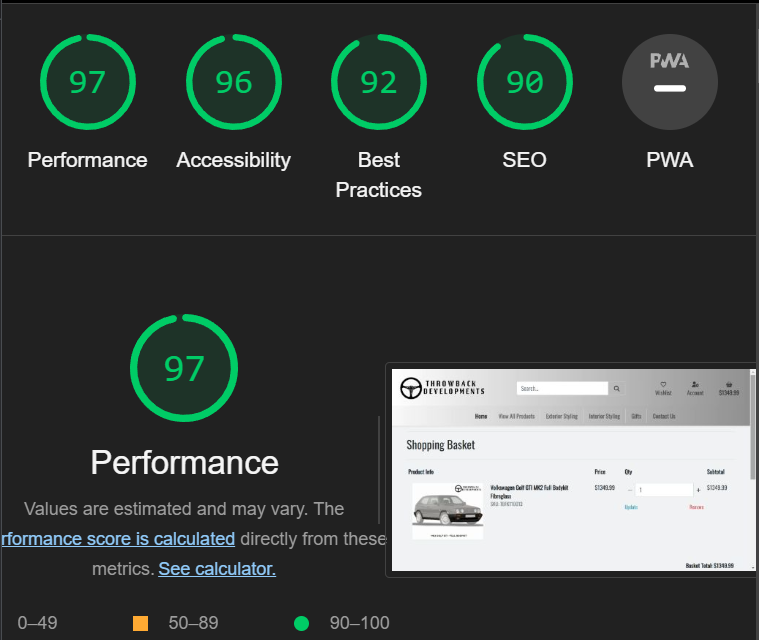 97
96
92
90
PWA
Performance
Accessibility
Best
Practices
SEO
PWA
97
Performance
Values are estimated and may vary. The
rformance score is calculated directly from these
metrics. See calculator.
0–49
50–89
90–100
THROWBACK
DEVELOPMENTS
Search...
Wishlist
Account
$1349.99
Home
View All Products
Exterior Styling
Interior Styling
Gifts
Contact Us
Shopping Basket
Product Info
Price
Qty
Subtotal
Volkswagen Golf GTI MK2 Full Bodykit
Fibreglass
$1349.99
1
$1349.99
Update
Remove
Basket Total: $1349.99